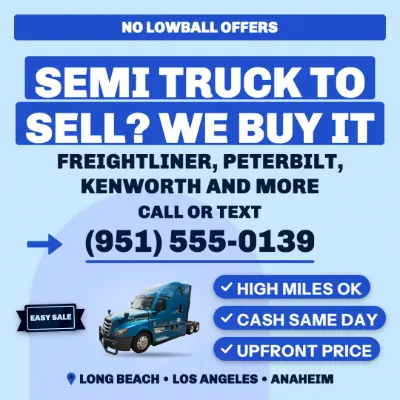 NO LOWBALL OFFERS
SEMI TRUCK TO
SELL? WE BUY IT
FREIGHTLINER, PETERBILT,
KENWORTH AND MORE
CALL OR TEXT
(951) 555-0139
HIGH MILES OK
EASY SALE
CASH SAME DAY
UPFRONT PRICE
LONG BEACH • LOS ANGELES • ANAHEIM